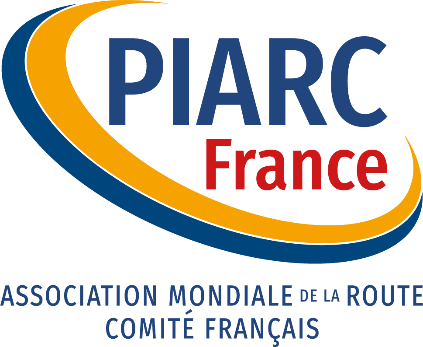 PIARC
France
ASSOCIATION MONDIALE DE LA ROUTE
COMITÉ FRANÇAIS